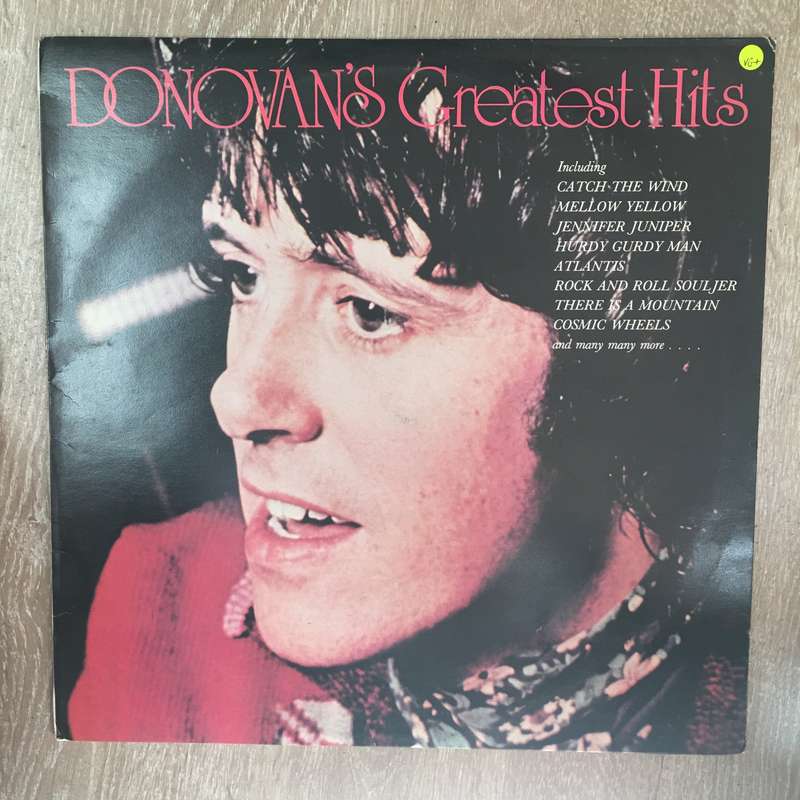 DONOVAN'S Greatest Hits
VG+
Including
CATCH THE WIND
MELLOW YELLOW
JENNIFER JUNIPER
HURDY GURDY MAN
ATLANTIS
ROCK AND ROLL SOULJER
THERE IS A MOUNTAIN
COSMIC WHEELS
and many many more . . . .